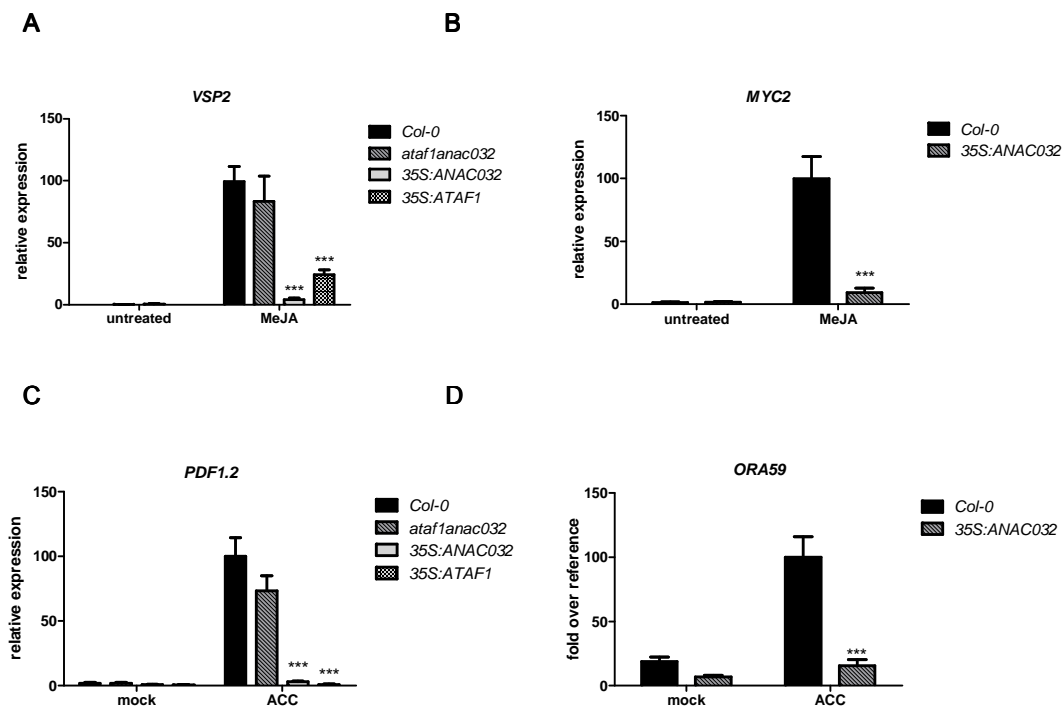 A
VSP2
relative expression
150
100
50
0
*** ***
untreated MeJA
Col-0
ataf1anac032
35S:ANAC032
35S:ATAF1
B
MYC2
relative expression
150
100
50
0
***
untreated MeJA
Col-0
35S:ANAC032
C
PDF1.2
relative expression
150
100
50
0
*** ***
mock ACC
Col-0
ataf1anac032
35S:ANAC032
35S:ATAF1
D
ORA59
fold over reference
150
100
50
0
***
mock ACC
Col-0
35S:ANAC032